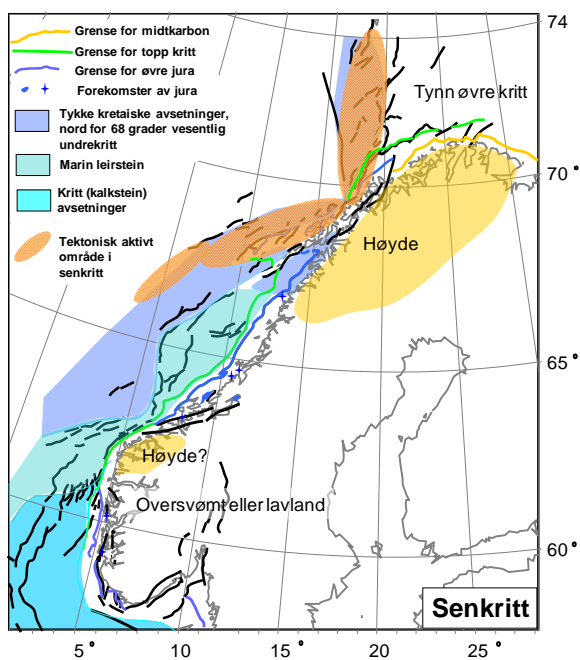 Grense for midtkarbon
Grense for topp kritt
Grense for øvre jura
Forekomster av jura
Tykke kretaiske avsetninger,
nord for 68 grader vesentlig
undrekritt
Marin leirstein
Kritt (kalkstein)
avsetninger
Tektonisk aktivt
område i
senkritt
Tynn øvre kritt
Høyde
Høyde?
Oversvømt eller lavland
Senkritt
74
70
65
60°
5°
10
15°
20°
25°
30°